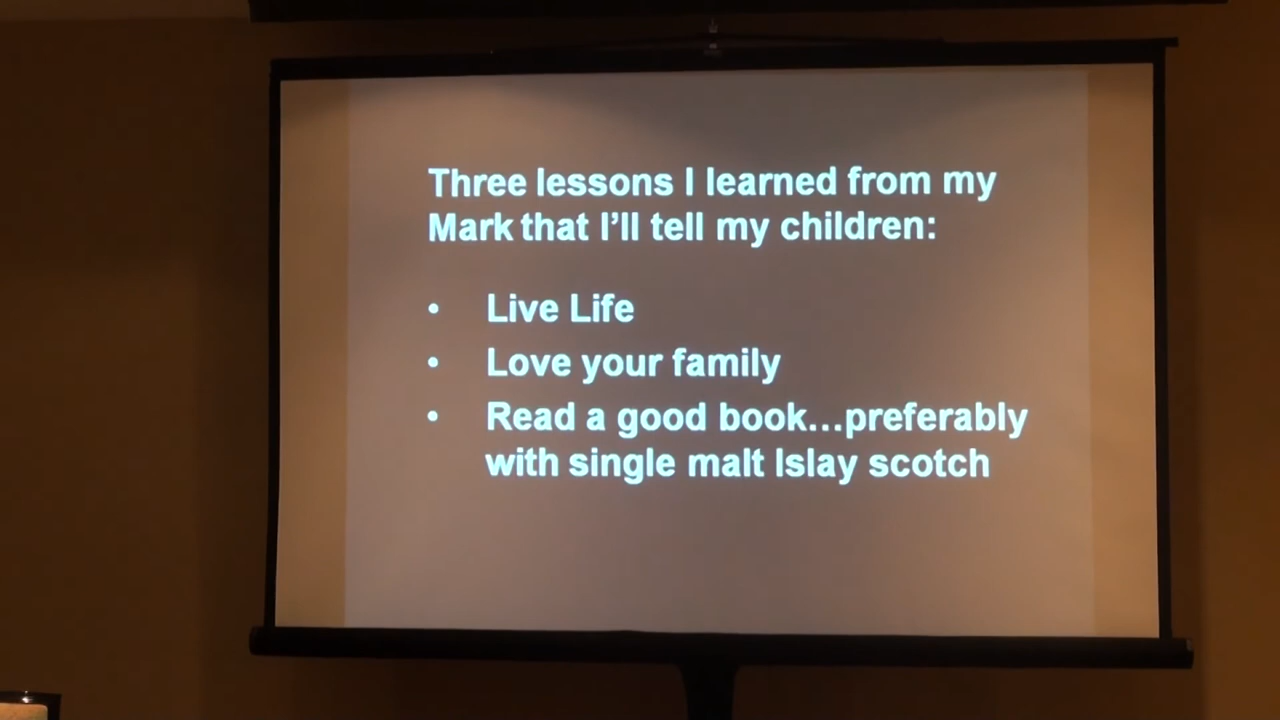 Three lessons I learned from my
Mark that I’ll tell my children:
• Live Life
• Love your family
• Read a good book...preferably
with single malt Islay scotch